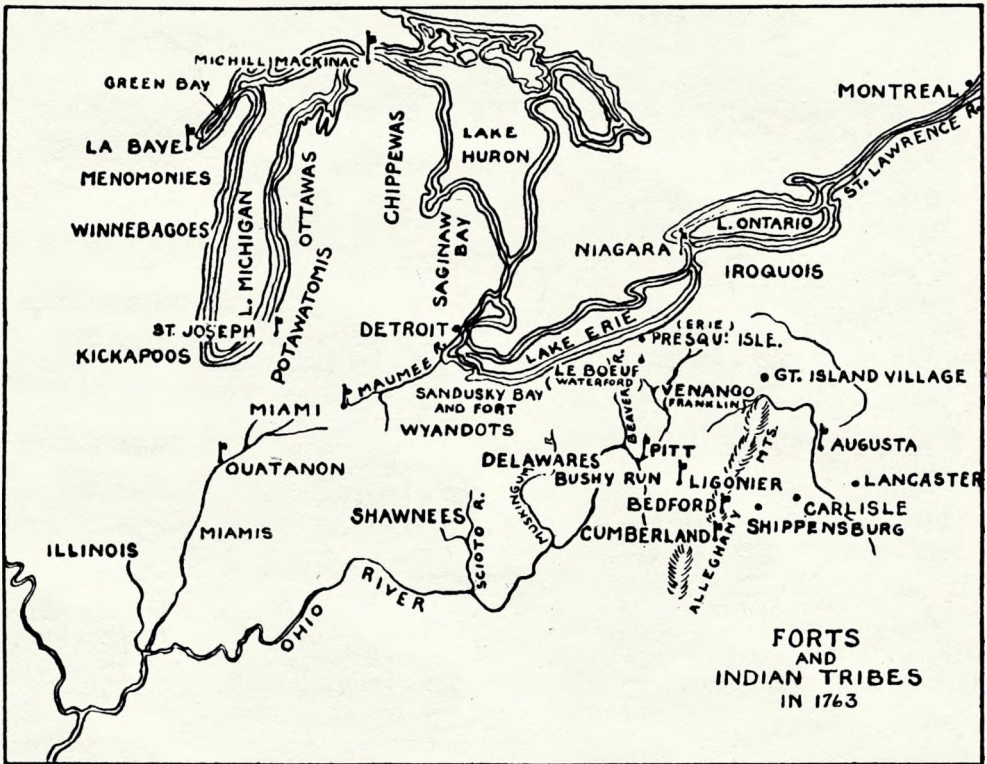 MICHILLIMACKINAC
GREEN BAY
MONTREAL
LA BAYE
ST. LAWRENCE R.
MENOMONIES
CHIPPEWAS
LAKE
HURON
WINNEBAGOES
L. MICHIGAN
OTTAWAS
SAGINAW
BAY
L. ONTARIO
NIAGARA
IROQUOIS
POTAWATOMIS
ST. JOSEPH
KICKAPOOS
DETROIT
LAKE ERIE
(ERIE)
PRESQU' ISLE.
MAUMEE R.
LE BOEUF
(WATERFORD)
GT. ISLAND VILLAGE
SANDUSKY BAY
AND FORT
WYANDOTS
BEAVER R.
VENANGO
(FRANKLIN)
MIAMI
OUATANON
AUGUSTA
PITT
DELAWARES
BUSHY RUN
LIGONIER
LANCASTER
BEDFORD
CARLISLE
SHIPPENSBURG
SHAWNEES
SCIOTO R.
MUSKINGUM
CUMBERLAND
ALLEGHANY MTS.
MIAMIS
ILLINOIS
OHIO RIVER
FORTS
AND
INDIAN TRIBES
IN 1763